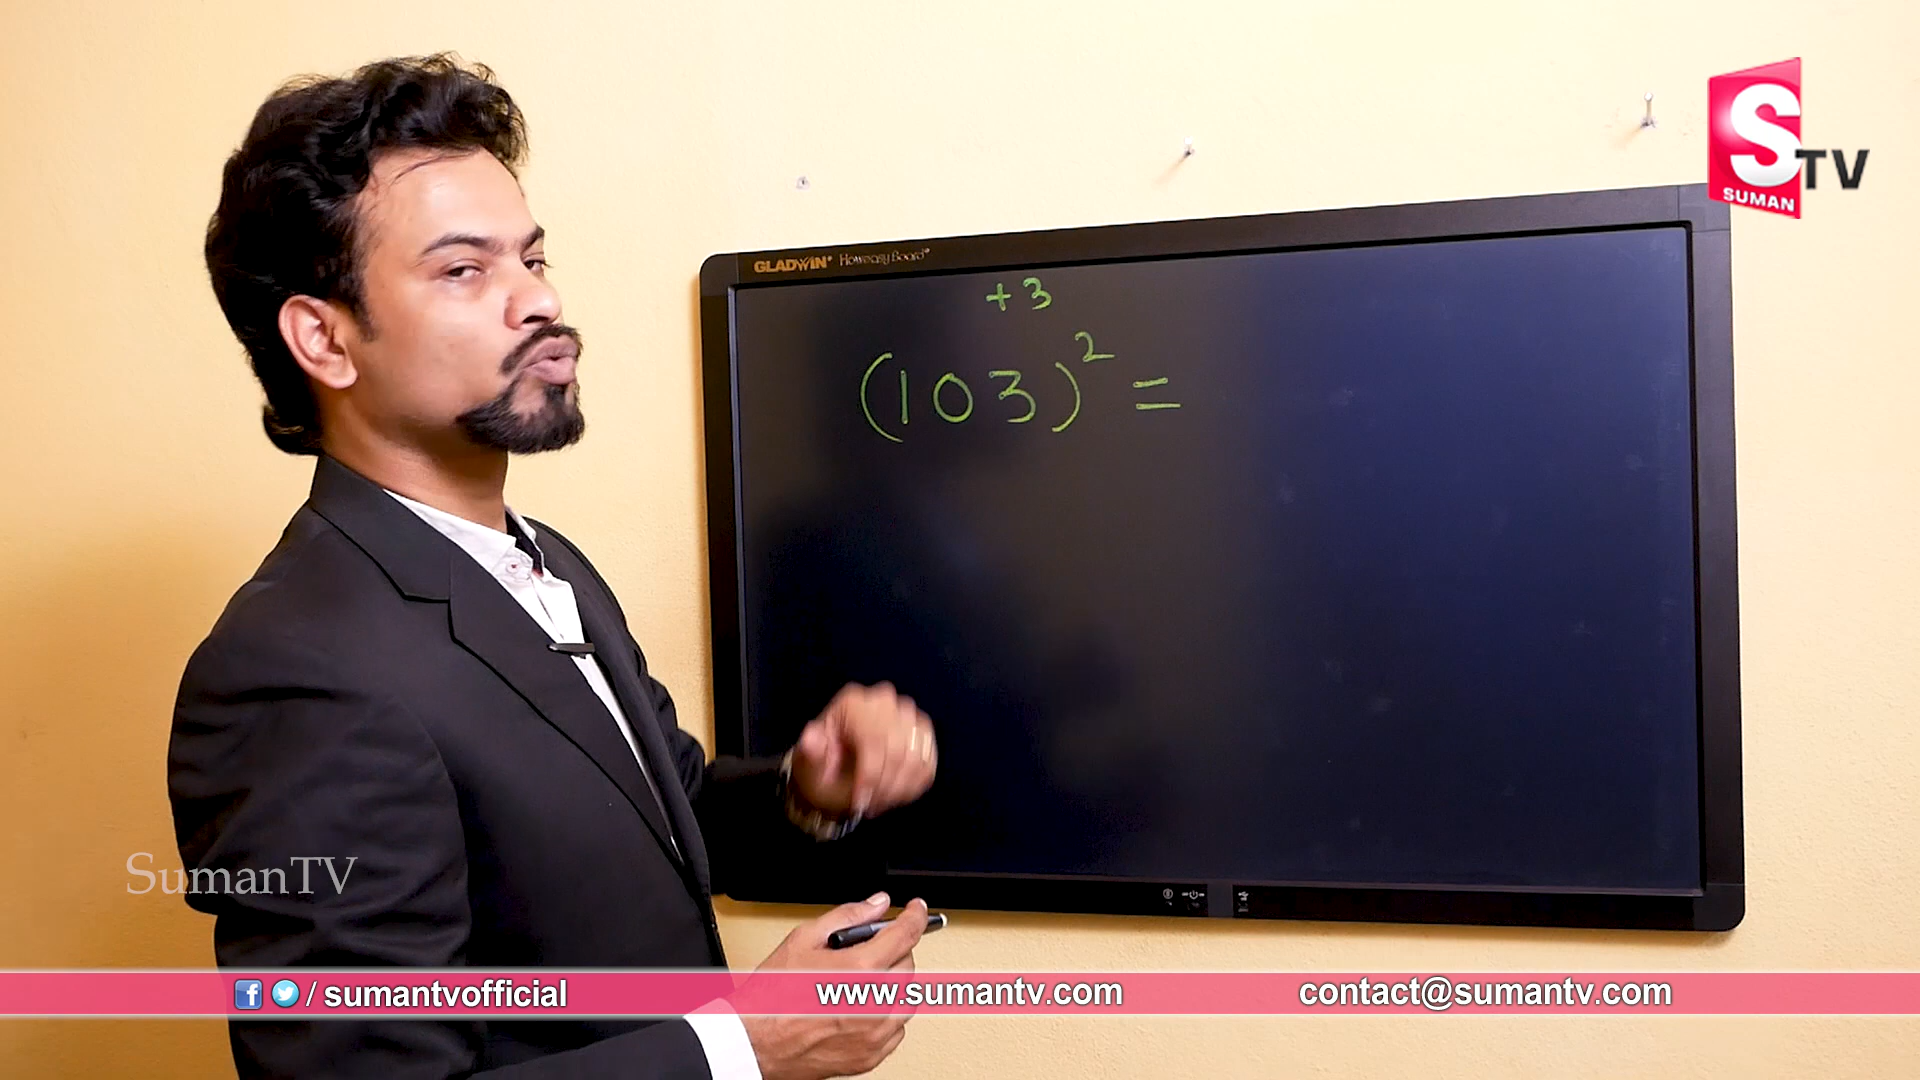 S TV
SUMAN
GLADWIN® Howeasy Board®
+3
(103)² =
SumanTV
/ sumantvofficial
www.sumantv.com
contact@sumantv.com